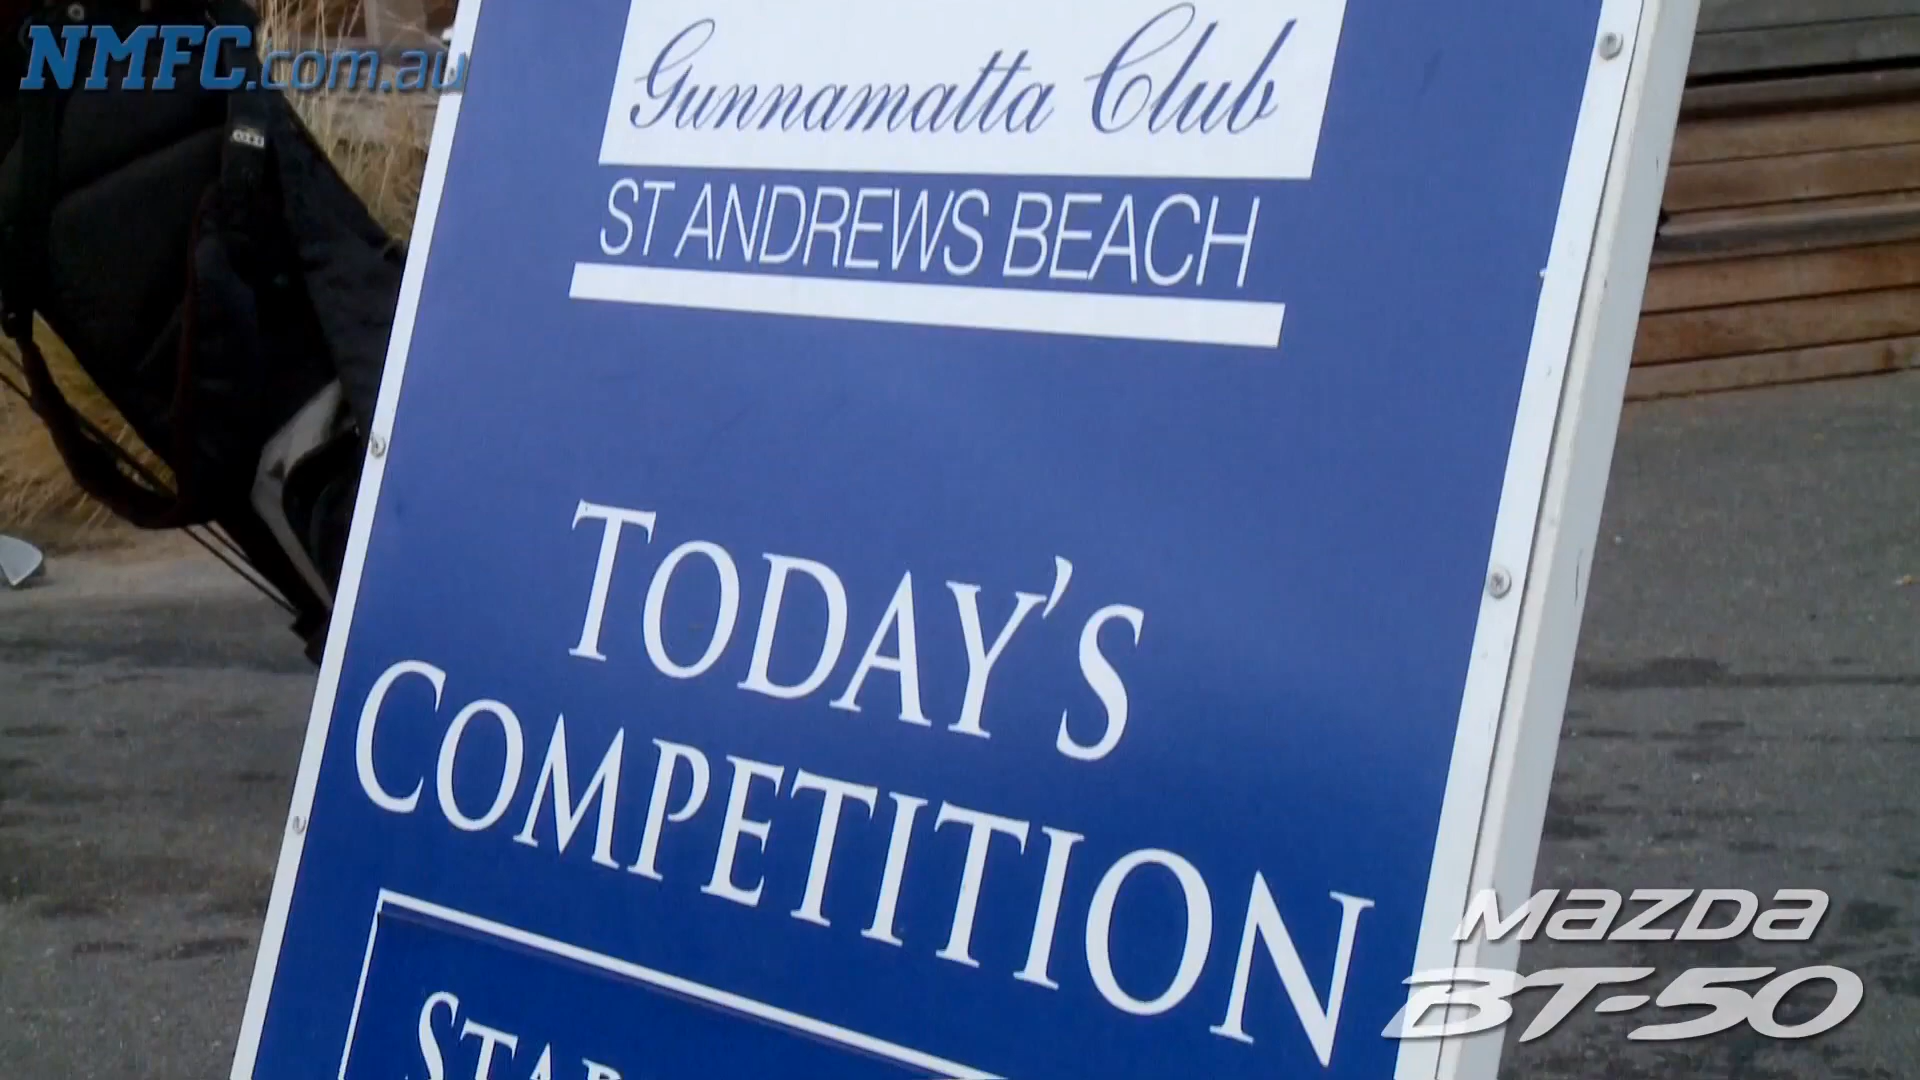 NMFC.com.au
Gunnamatta Club
ST ANDREWS BEACH
TODAY'S
COMPETITION
MAZDA
BT-50